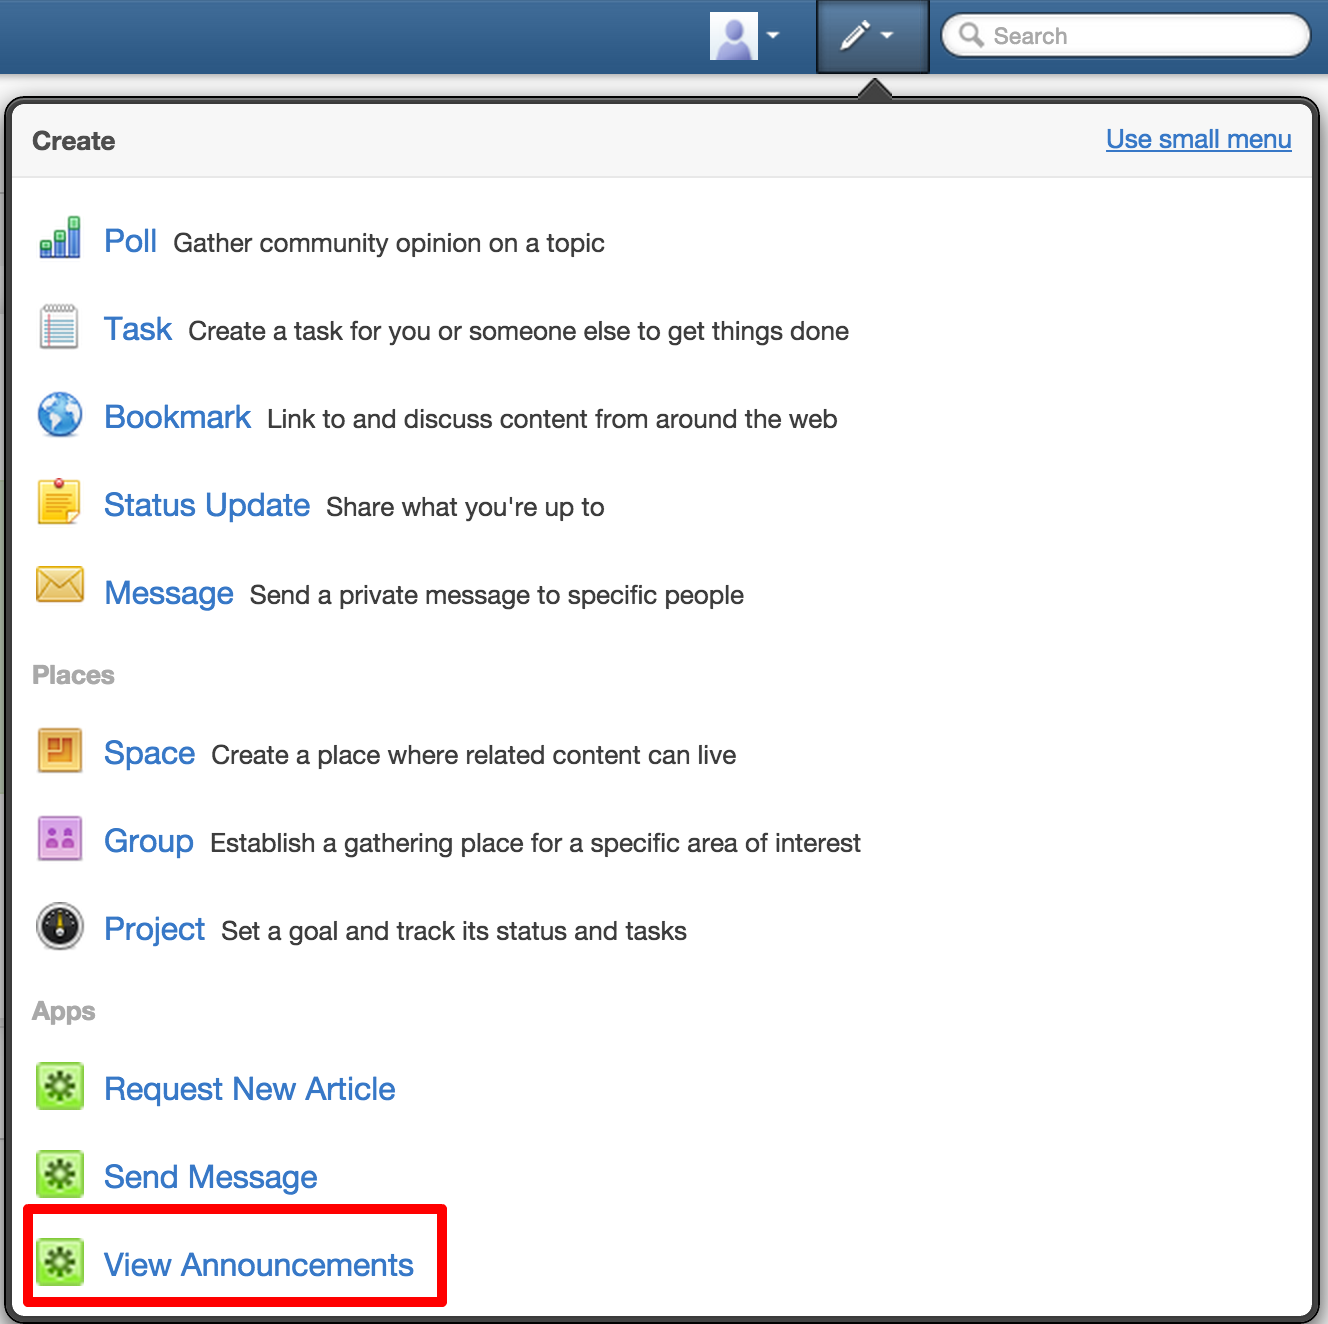 Search
Create Use small menu
Poll Gather community opinion on a topic
Task Create a task for you or someone else to get things done
Bookmark Link to and discuss content from around the web
Status Update Share what you're up to
Message Send a private message to specific people
Places
Space Create a place where related content can live
Group Establish a gathering place for a specific area of interest
Project Set a goal and track its status and tasks
Apps
Request New Article
Send Message
View Announcements